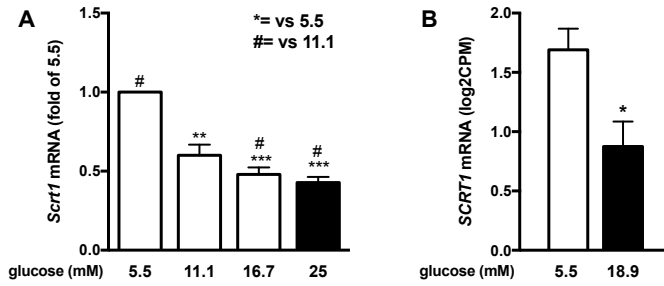 A
B
Scrt1 mRNA (fold of 5.5)
1.5
1.0
0.5
0.0
*= vs 5.5
#= vs 11.1
#
**
#
***
#
***
glucose (mM) 5.5 11.1 16.7 25
SCRT1 mRNA (log2CPM)
2.0
1.5
1.0
0.5
0.0
*
glucose (mM) 5.5 18.9